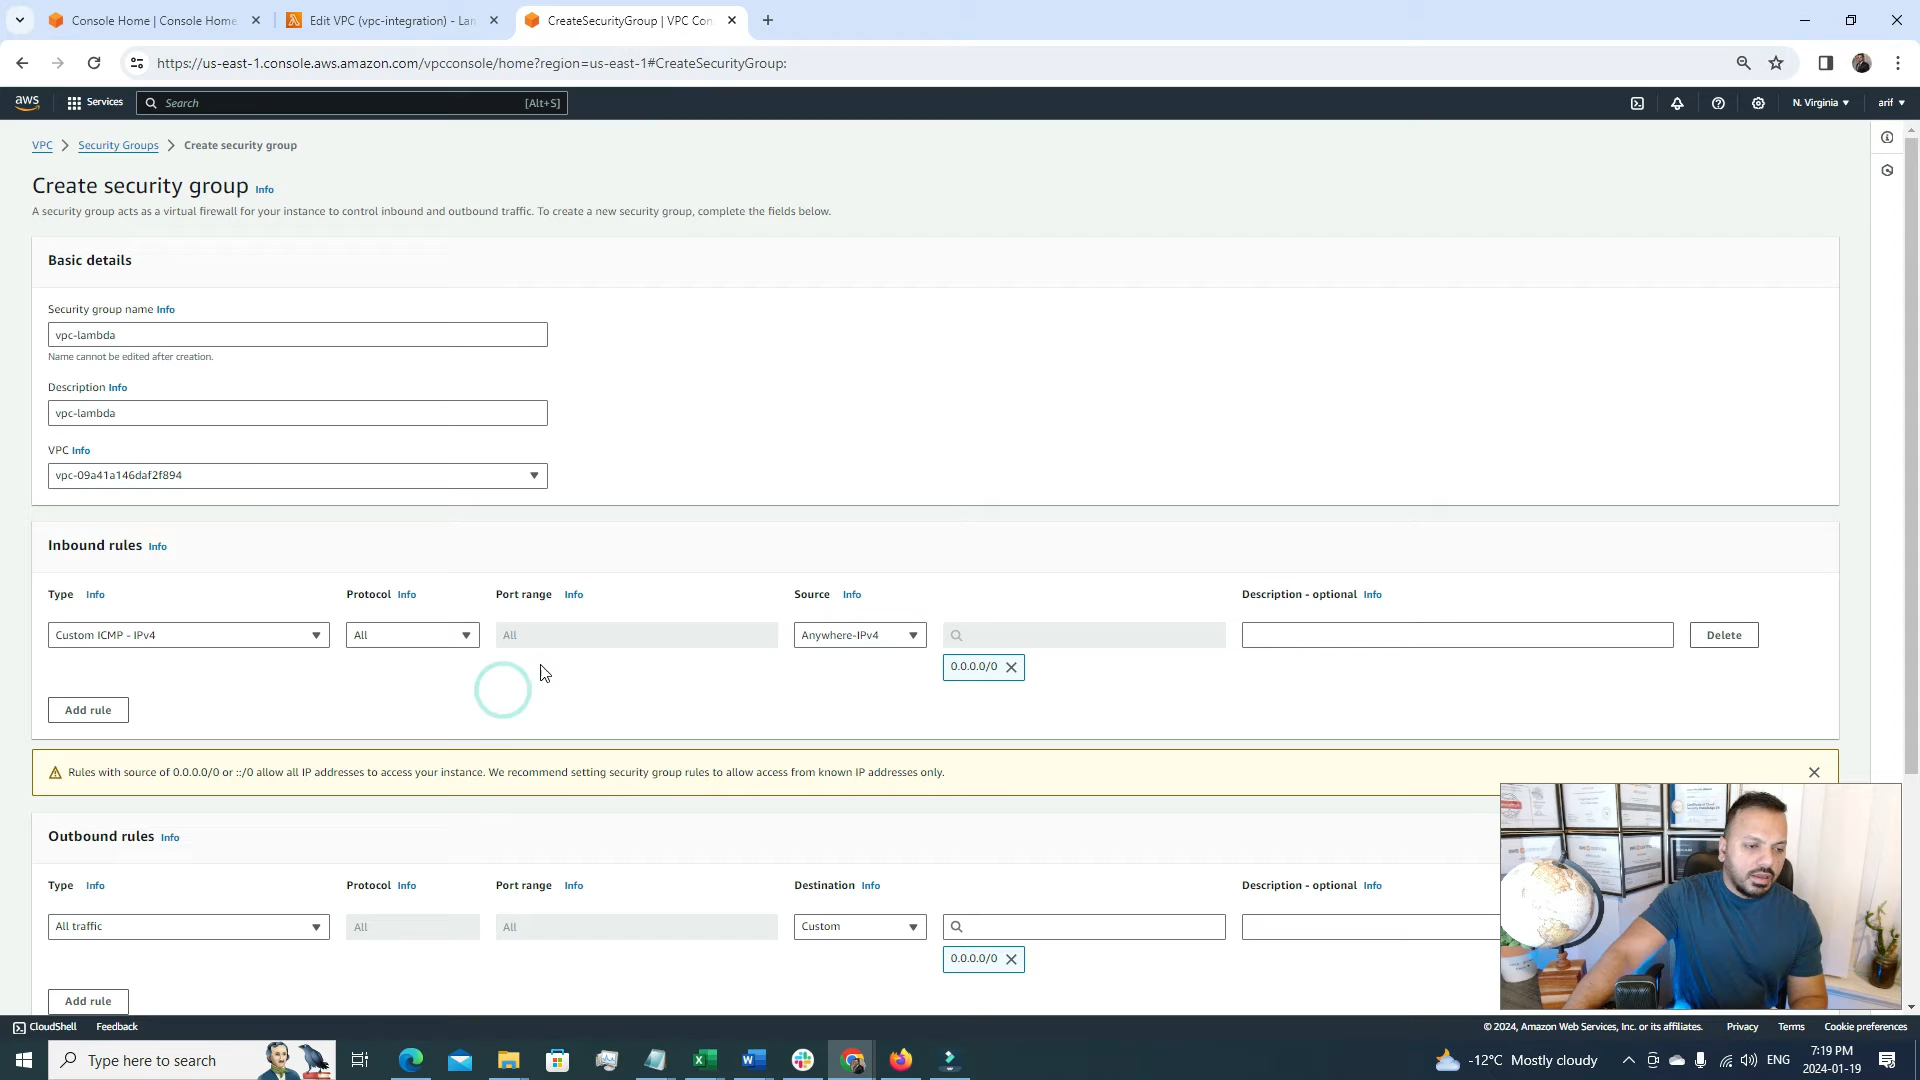 Console Home | Console Home
Edit VPC (vpc-integration) - Lan
CreateSecurityGroup | VPC Con
https://us-east-1.console.aws.amazon.com/vpcconsole/home?region=us-east-1#CreateSecurityGroup:
aws Services Search [Alt+S] N. Virginia arif
VPC > Security Groups > Create security group
Create security group Info
A security group acts as a virtual firewall for your instance to control inbound and outbound traffic. To create a new security group, complete the fields below.
Basic details
Security group name Info
vpc-lambda
Name cannot be edited after creation.
Description Info
vpc-lambda
VPC Info
vpc-09a41a146daf2f894
Inbound rules Info
Type Info Protocol Info Port range Info Source Info Description - optional Info
Custom ICMP - IPv4 All All Anywhere-IPv4 Delete
0.0.0.0/0
Add rule
Rules with source of 0.0.0.0/0 or ::/0 allow all IP addresses to access your instance. We recommend setting security group rules to allow access from known IP addresses only.
Outbound rules Info
Type Info Protocol Info Port range Info Destination Info Description - optional Info
All traffic All All Custom
0.0.0.0/0
Add rule
CloudShell Feedback © 2024, Amazon Web Services, Inc. or its affiliates. Privacy Terms Cookie preferences
Type here to search -12°C Mostly cloudy ENG 7:19 PM
2024-01-19